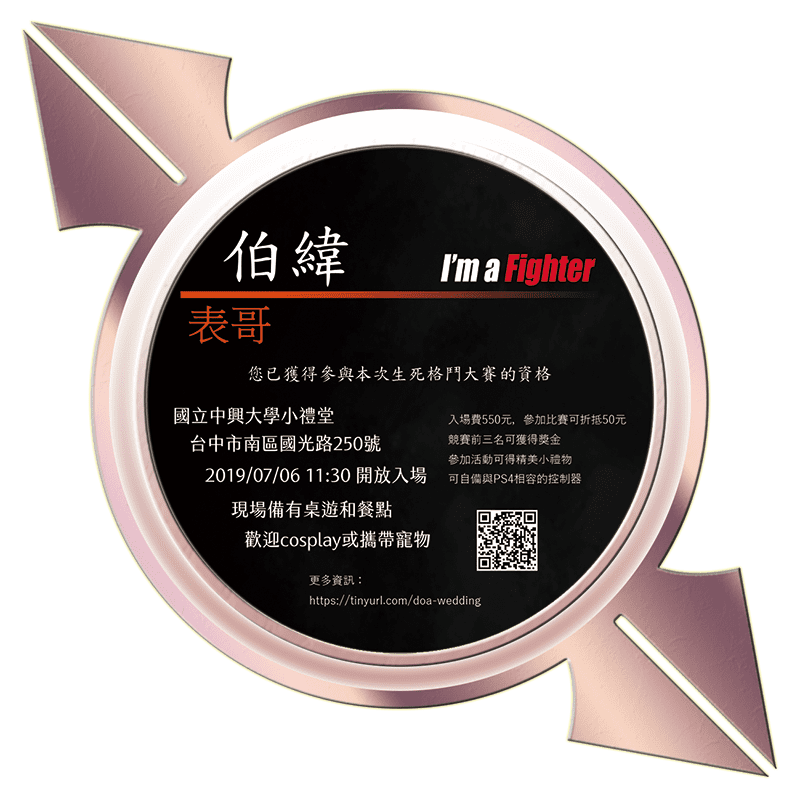 伯緯
I'm a Fighter
表哥
您已獲得參與本次生死格鬥大賽的資格
國立中興大學小禮堂
台中市南區國光路250號
2019/07/06 11:30 開放入場
現場備有桌遊和餐點
歡迎cosplay或攜帶寵物
入場費550元，參加比賽可折抵50元
競賽前三名可獲得獎金
參加活動可得精美小禮物
可自備與PS4相容的控制器
更多資訊：
https://tinyurl.com/doa-wedding